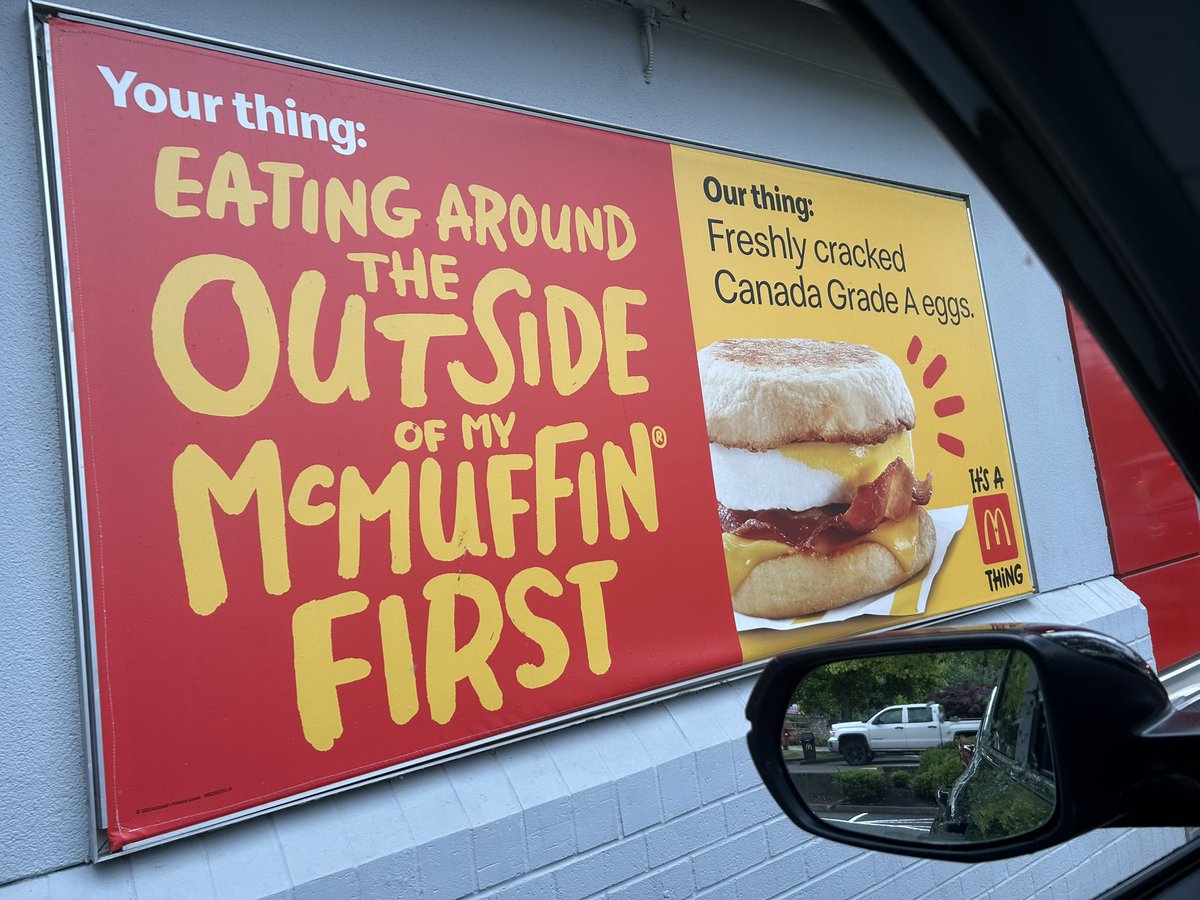 Your thing:
EATING AROUND
THE
OUTSIDE
OF MY
McMUFFIN®
FIRST
Our thing:
Freshly cracked
Canada Grade A eggs.
IT'S A
THING